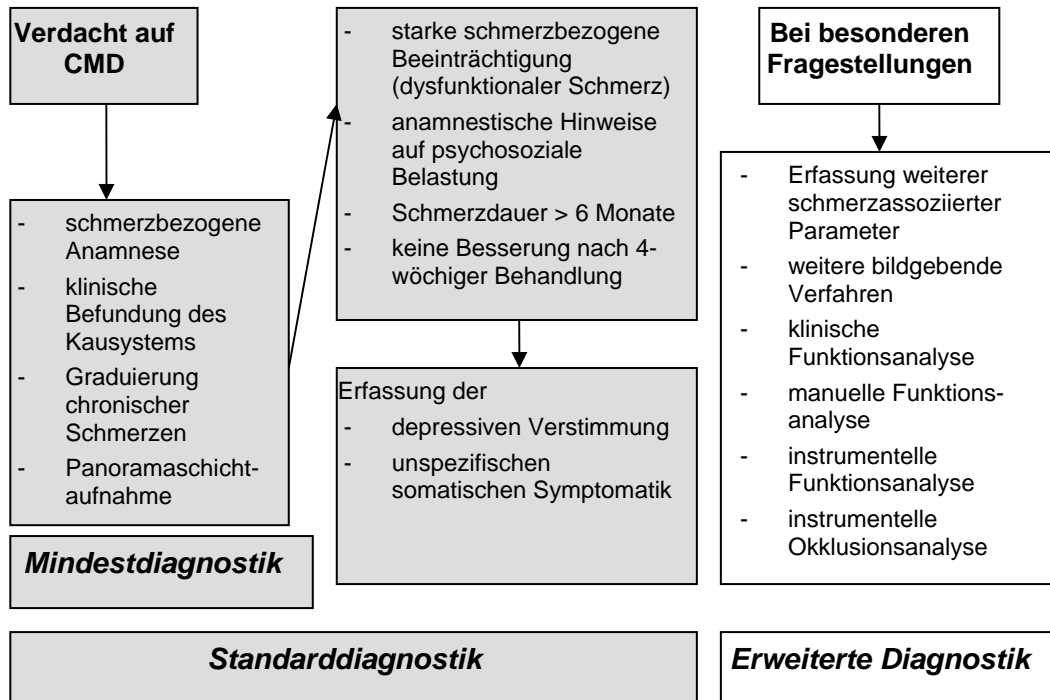 Verdacht auf
CMD
- schmerzbezogene
Anamnese
- klinische
Befundung des
Kausystems
- Graduierung
chronischer
Schmerzen
- Panoramaschicht-
aufnahme
Mindestdiagnostik
- starke schmerzbezogene
Beeinträchtigung
(dysfunktionaler Schmerz)
- anamnestische Hinweise
auf psychosoziale
Belastung
- Schmerzdauer > 6 Monate
- keine Besserung nach 4-
wöchiger Behandlung
Erfassung der
- depressiven Verstimmung
- unspezifischen
somatischen Symptomatik
Standarddiagnostik
Bei besonderen
Fragestellungen
- Erfassung weiterer
schmerzassoziierter
Parameter
- weitere bildgebende
Verfahren
- klinische
Funktionsanalyse
- manuelle Funktions-
analyse
- instrumentelle
Funktionsanalyse
- instrumentelle
Okklusionsanalyse
Erweiterte Diagnostik